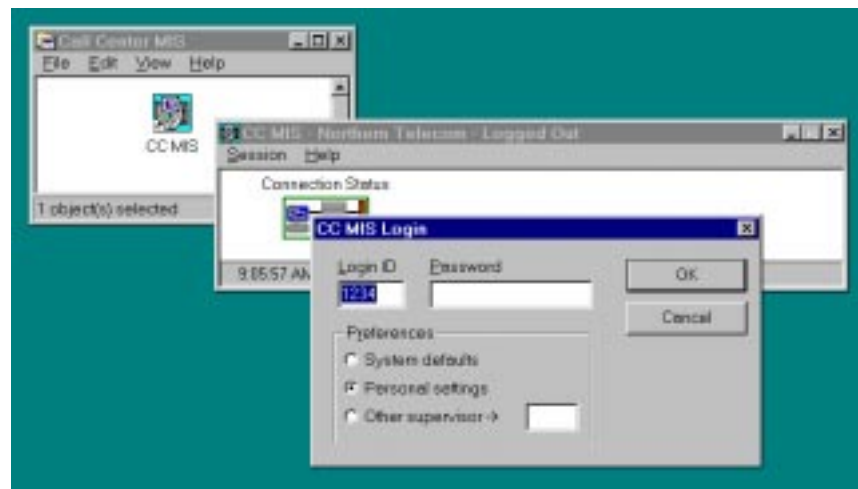 Call Center MIS
File Edit View Help
CC MIS
1 object(s) selected
CC MIS - Northern Telecom - Logged Out
Session Help
Connection Status
9:05:57 AM
CC MIS Login
Login ID Password
1234
OK
Cancel
Preferences
System defaults
Personal settings
Other supervisor->